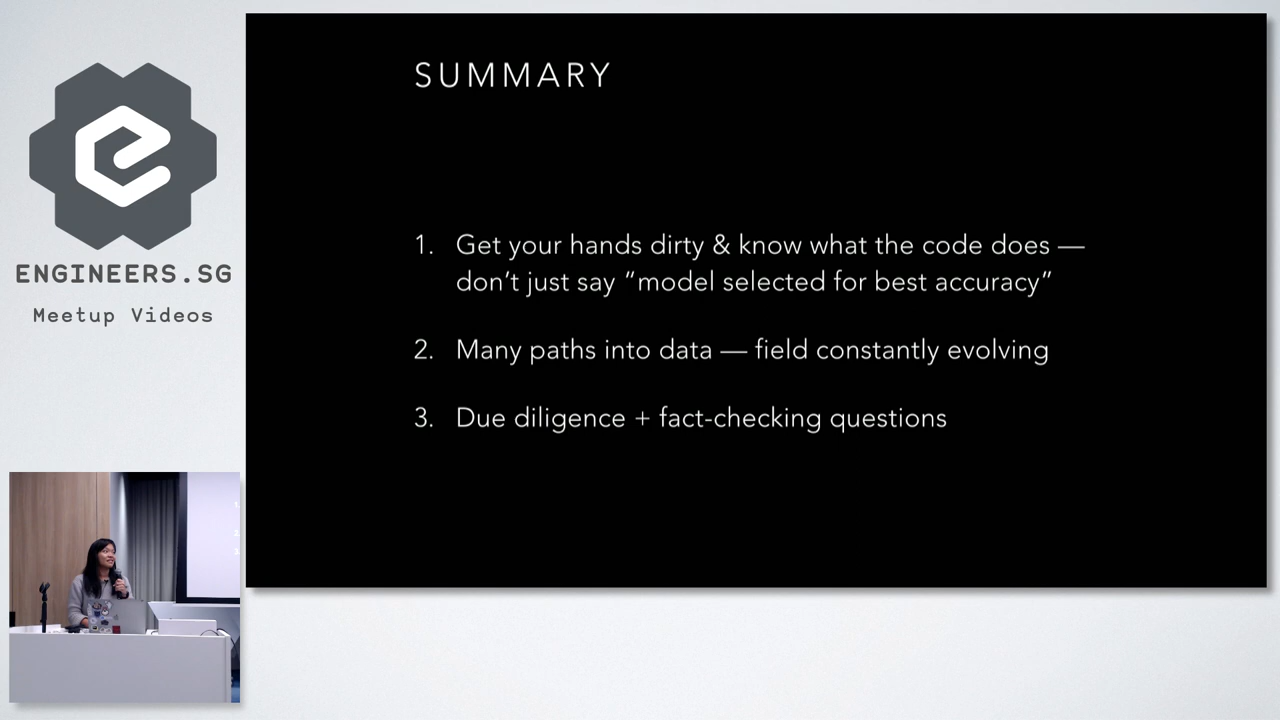 SUMMARY
1. Get your hands dirty & know what the code does —
don’t just say “model selected for best accuracy”
2. Many paths into data — field constantly evolving
3. Due diligence + fact-checking questions
ENGINEERS.SG
Meetup Videos